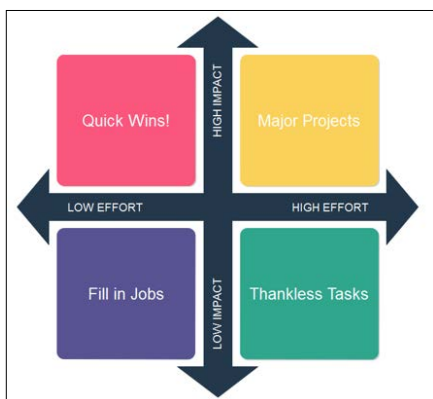 HIGH IMPACT
Quick Wins!
Major Projects
LOW EFFORT
HIGH EFFORT
Fill in Jobs
Thankless Tasks
LOW IMPACT